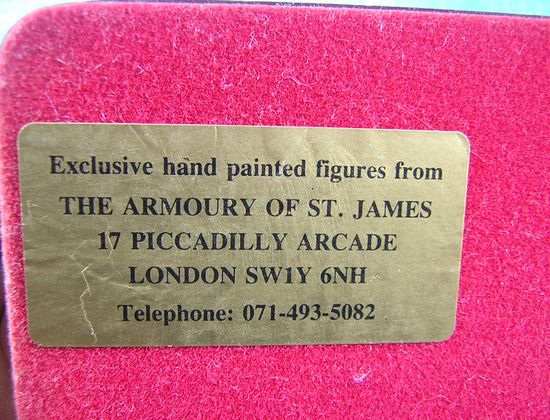 Exclusive hand painted figures from
THE ARMOURY OF ST. JAMES
17 PICCADILLY ARCADE
LONDON SW1Y 6NH
Telephone: 071-493-5082